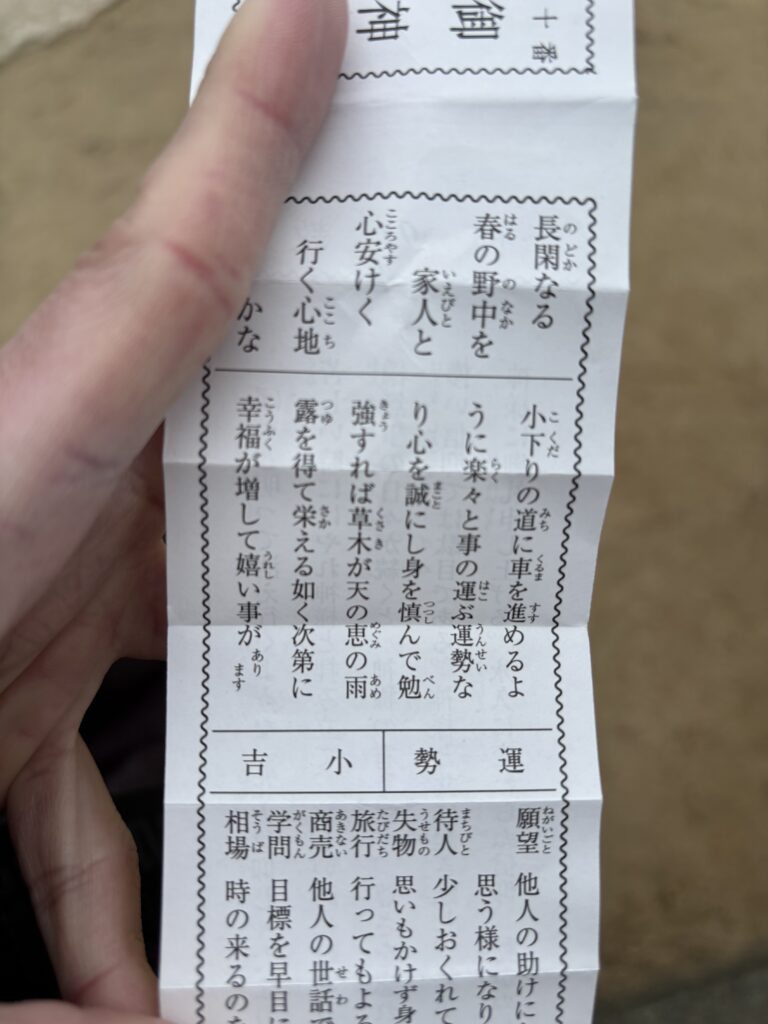 十番
御
神
長閑なる
春の野中を
家人と
心安けく
行く心地
かな
小下りの道に車を進めるよ
うに楽々と事の運ぶ運勢な
り心を誠にし身を慎んで勉
強すれば草木が天の恵の雨
露を得て栄える如く次第に
幸福が増して嬉い事があります
運勢
小吉
願望 他人の助けに
思う様になり
待人 少しおくれて
失物 思いもかけず身
旅行 行ってもよろ
商売 他人の世話で
学問 目標を早目に
相場 時の来るのを